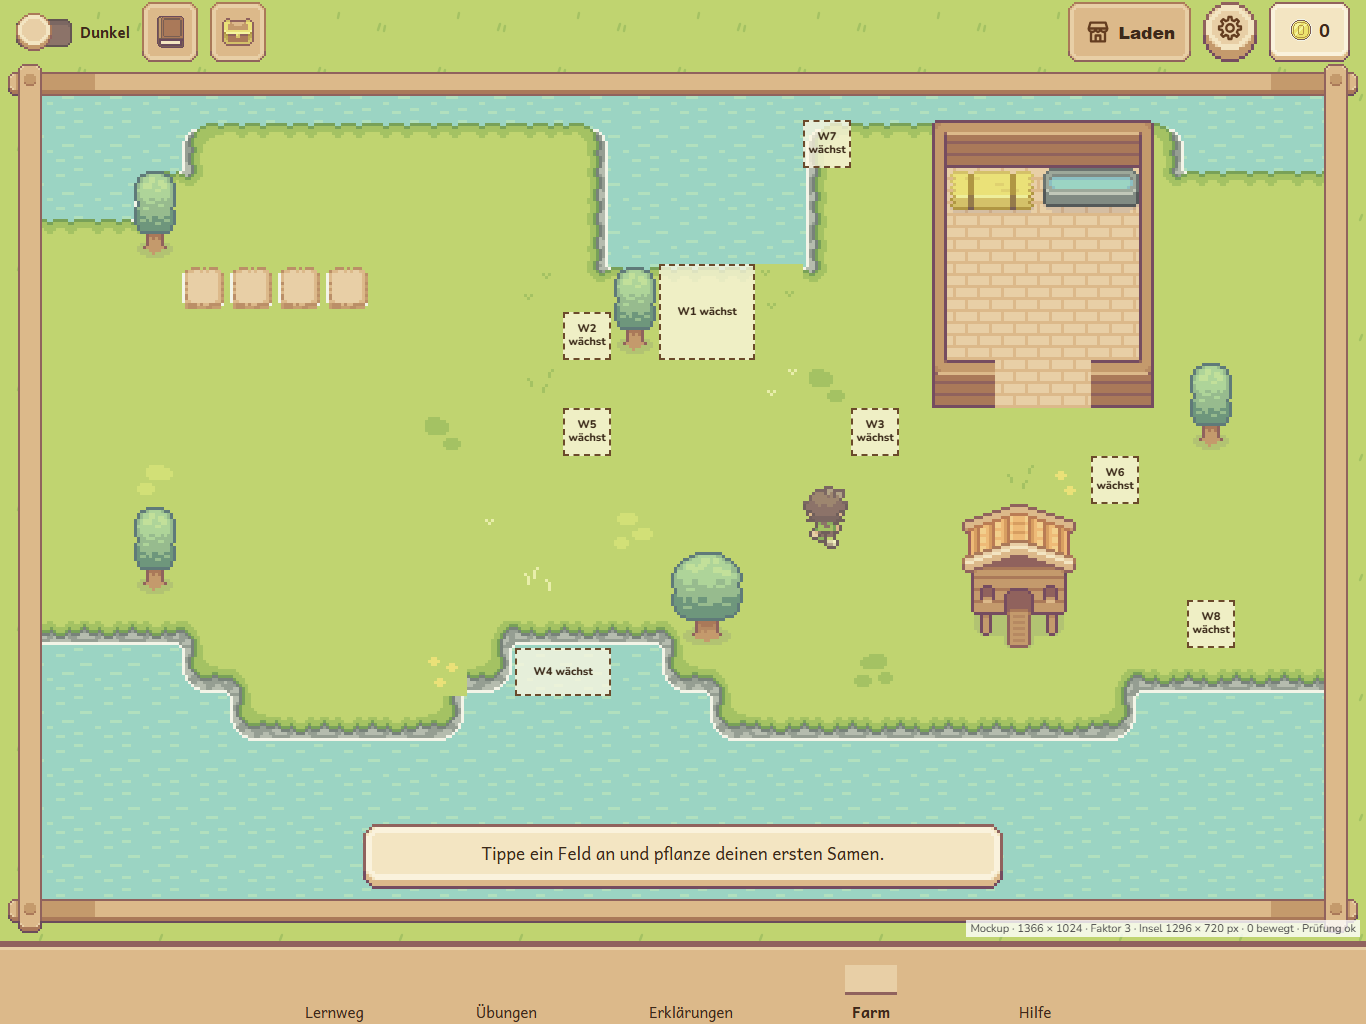 Dunkel
Laden
0
W7
wächst
W1 wächst
W2
wächst
W5
wächst
W3
wächst
W6
wächst
W8
wächst
W4 wächst
Tippe ein Feld an und pflanze deinen ersten Samen.
Mockup · 1366 × 1024 · Faktor 3 · Insel 1296 × 720 px · 0 bewegt · Prüfung ok
Lernweg
Übungen
Erklärungen
Farm
Hilfe